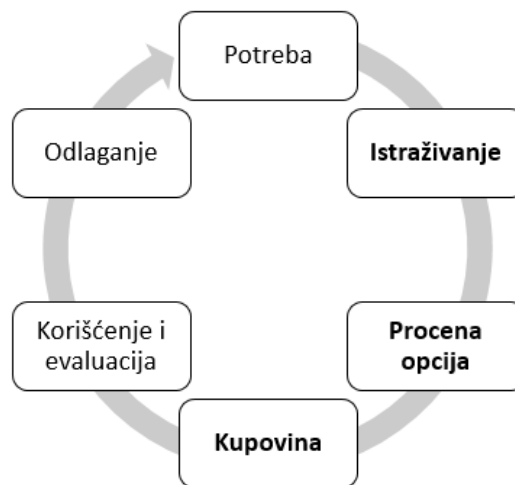 Potreba
Istraživanje
Procena
opcija
Kupovina
Korišćenje i
evaluacija
Odlaganje